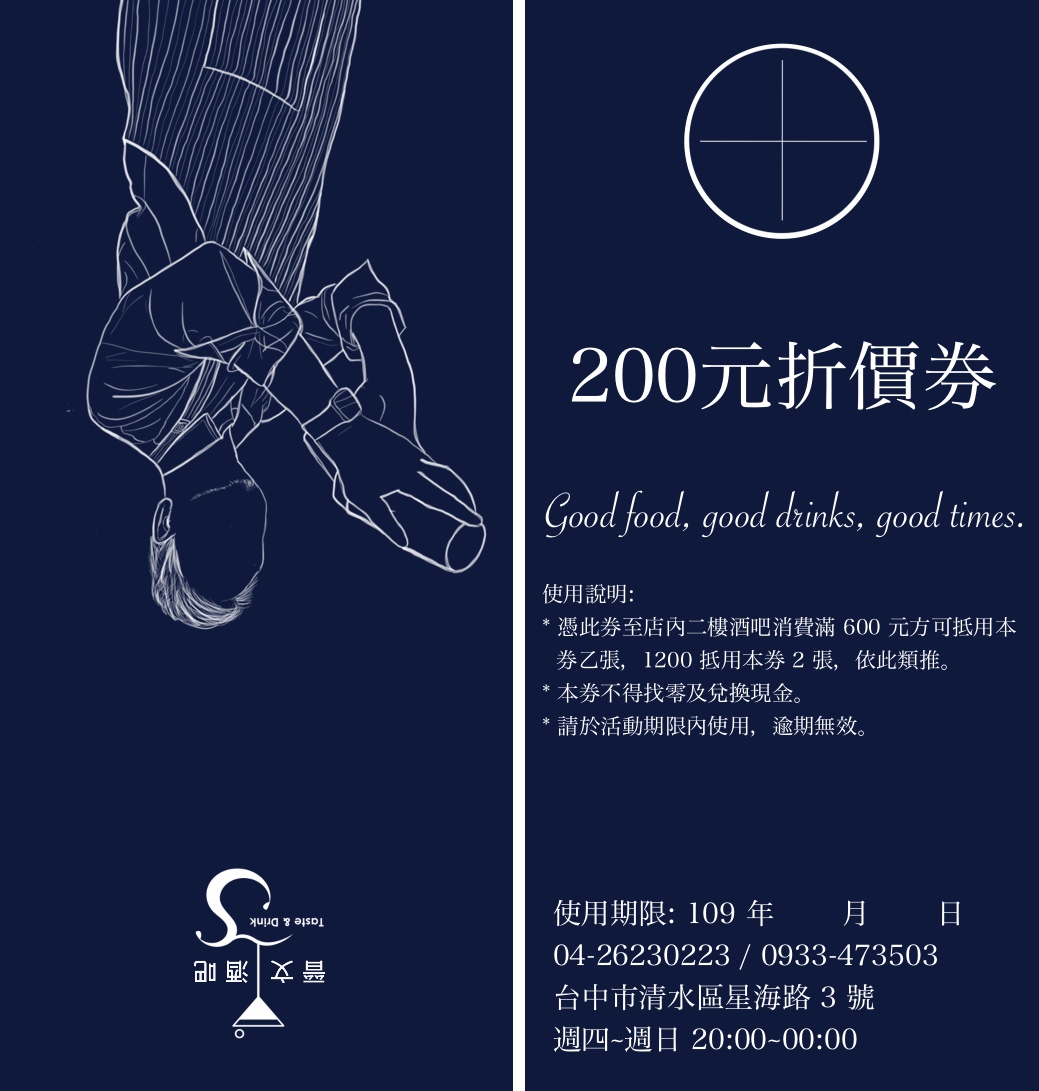 Taste & Drink
晉文酒吧
200元折價券
Good food, good drinks, good times.
使用說明:
* 憑此券至店內二樓酒吧消費滿 600 元方可抵用本
券乙張，1200 抵用本券 2 張，依此類推。
* 本券不得找零及兌換現金。
* 請於活動期限內使用，逾期無效。
使用期限: 109 年 月 日
04-26230223 / 0933-473503
台中市清水區星海路 3 號
週四~週日 20:00~00:00